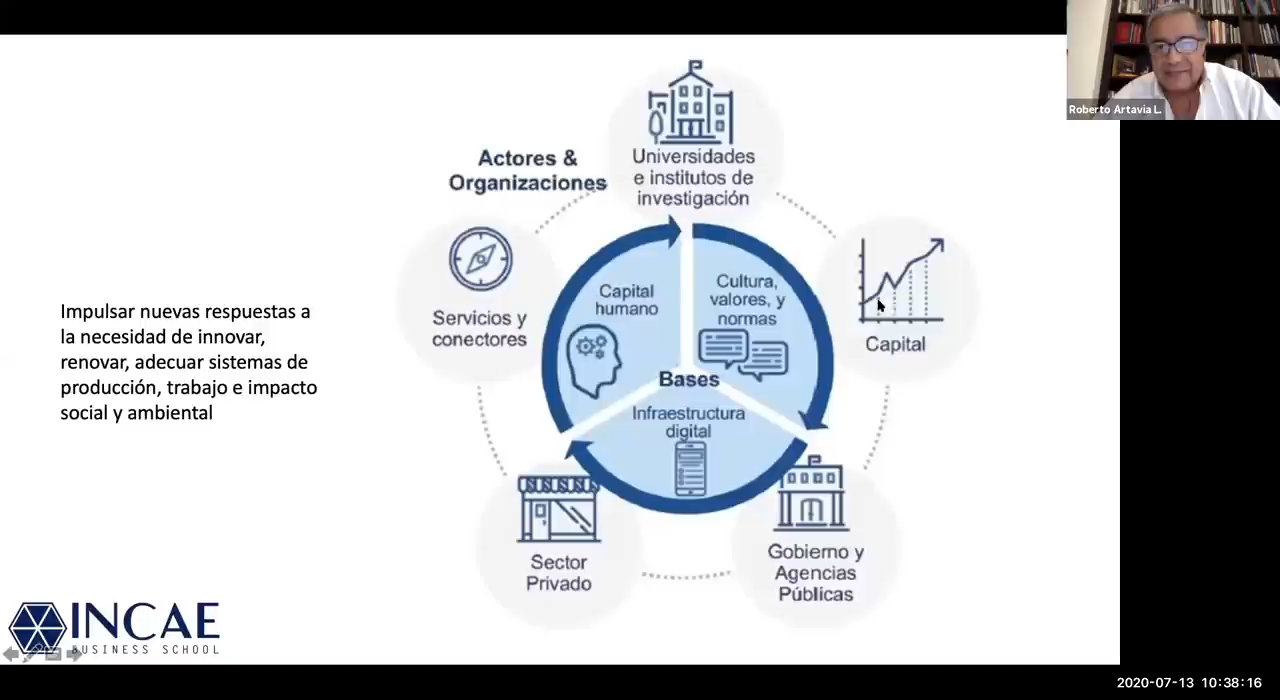 Roberto Artavia L.
Actores &
Organizaciones
Universidades
e institutos de
investigación
Servicios y
conectores
Capital
humano
Cultura,
valores, y
normas
Capital
Bases
Infraestructura
digital
Sector
Privado
Gobierno y
Agencias
Públicas
Impulsar nuevas respuestas a
la necesidad de innovar,
renovar, adecuar sistemas de
producción, trabajo e impacto
social y ambiental
INCAE
BUSINESS SCHOOL
2020-07-13 10:38:16